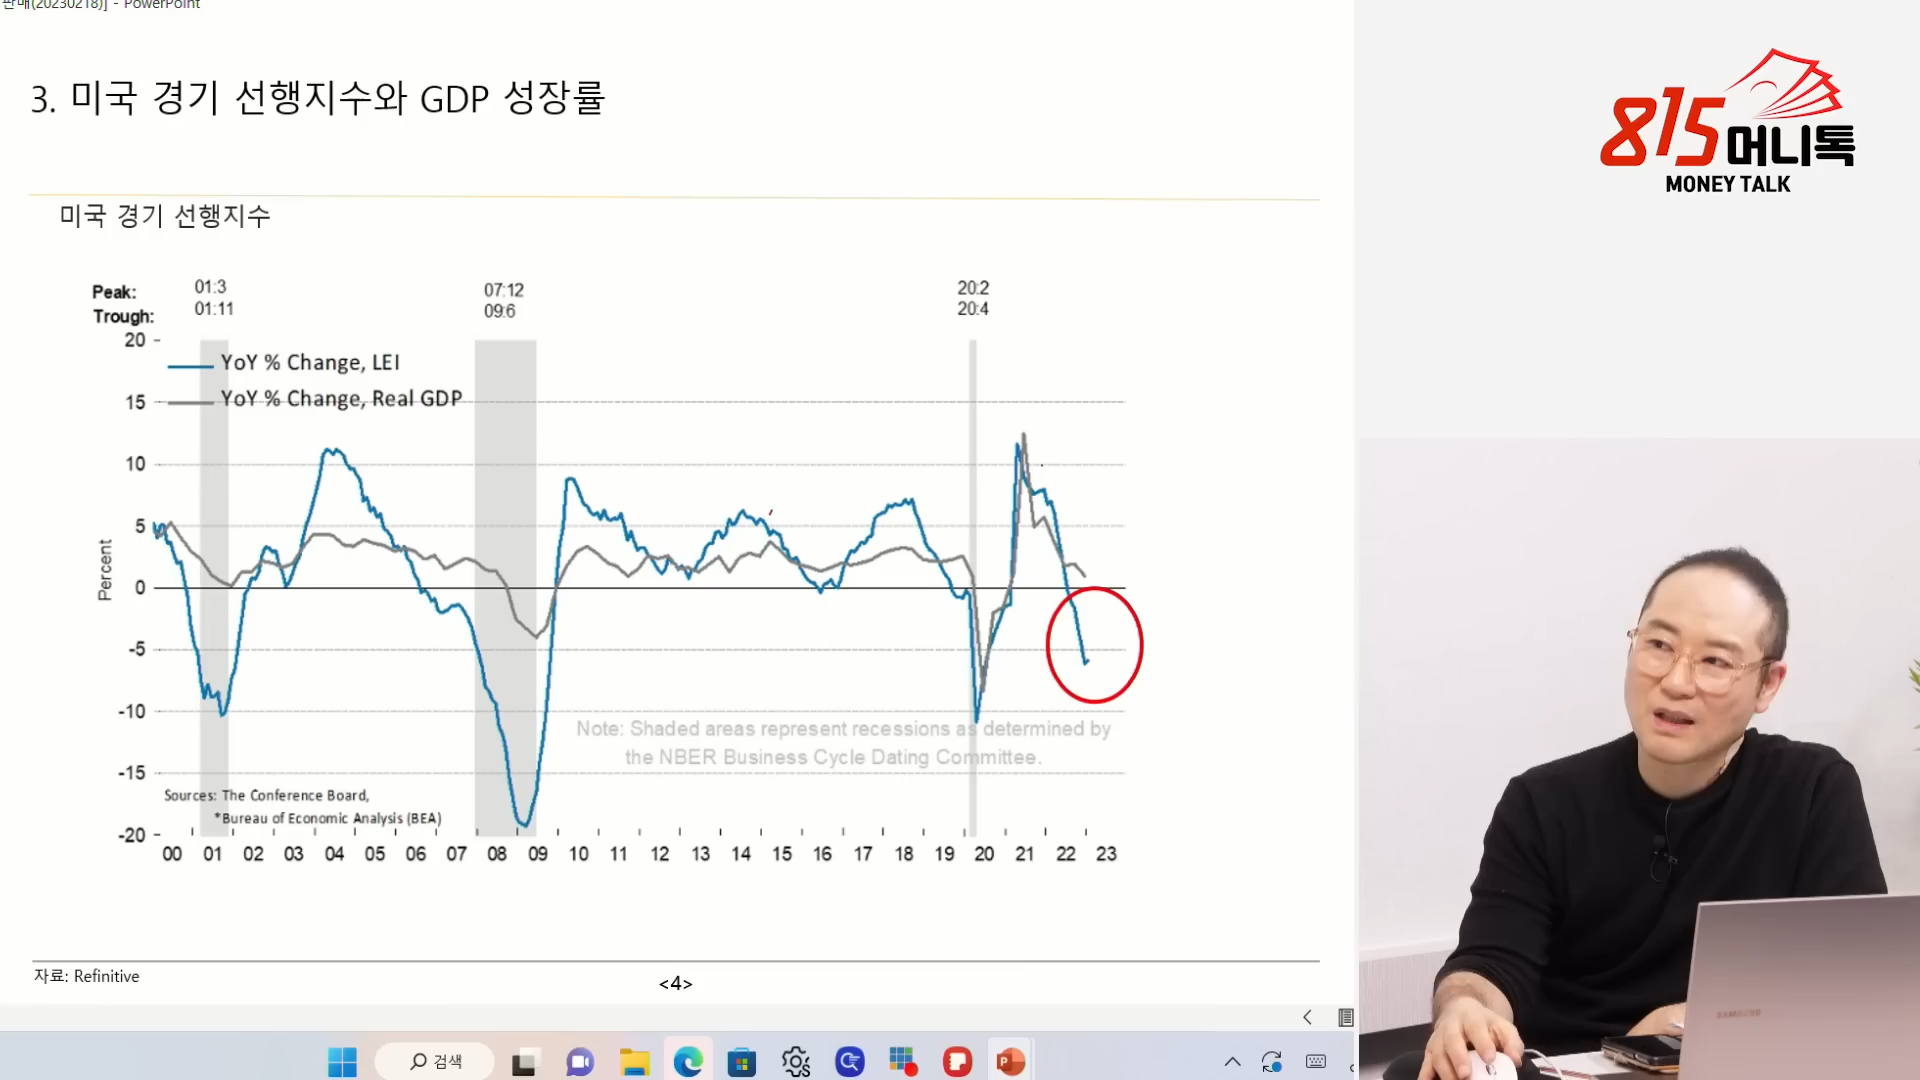 판매(20230218)] - PowerPoint
3. 미국 경기 선행지수와 GDP 성장률
815머니톡
MONEY TALK
미국 경기 선행지수
Peak: 01:3 07:12 20:2
Trough: 01:11 09:6 20:4
20
YoY % Change, LEI
15
YoY % Change, Real GDP
10
5
Percent
0
-5
-10
Note: Shaded areas represent recessions as determined by
the NBER Business Cycle Dating Committee.
-15
Sources: The Conference Board,
*Bureau of Economic Analysis (BEA)
-20
00 01 02 03 04 05 06 07 08 09 10 11 12 13 14 15 16 17 18 19 20 21 22 23
자료: Refinitive
<4>
검색
SAMSUNG